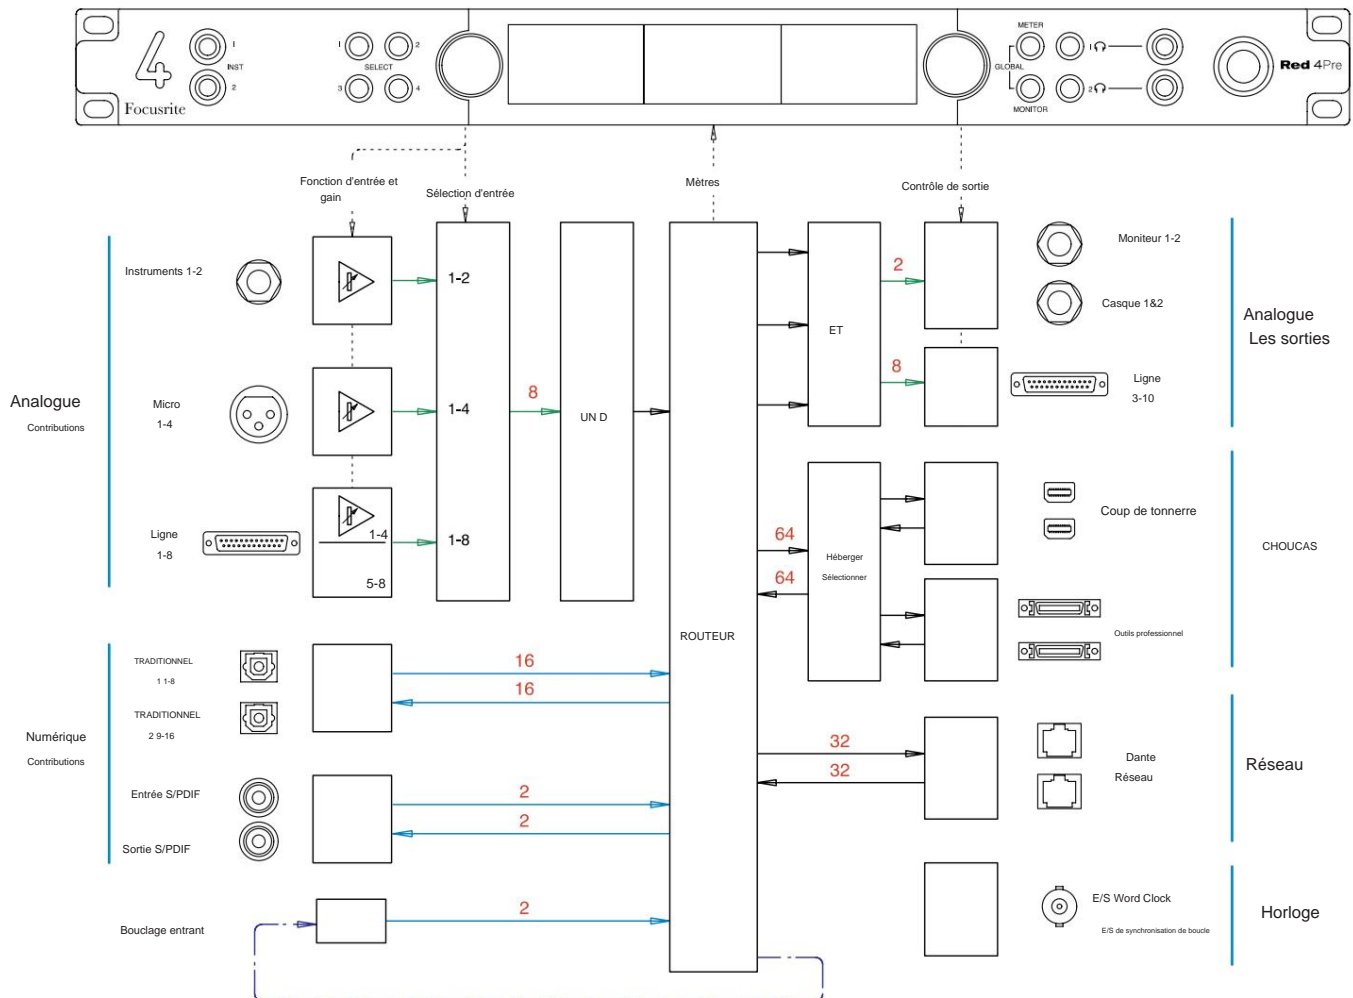 4
Focusrite
1
INST
2
1
2
SELECT
3
4
METER
GLOBAL
MONITOR
1
2
Red 4Pre
Fonction d'entrée et
gain
Sélection d'entrée
Mètres
Contrôle de sortie
Instruments 1-2
1-2
2
Moniteur 1-2
Casque 1&2
ET
Analogue
Les sorties
8
Analogue
Contributions
Micro
1-4
1-4
8
UN D
Ligne
3-10
Ligne
1-8
1-4
5-8
1-8
64
64
Héberger
Sélectionner
Coup de tonnerre
CHOUCAS
Outils professionnel
ROUTEUR
TRADITIONNEL
1 1-8
TRADITIONNEL
2 9-16
16
16
Numérique
Contributions
32
32
Dante
Réseau
Réseau
Entrée S/PDIF
Sortie S/PDIF
2
2
Bouclage entrant
2
E/S Word Clock
E/S de synchronisation de boucle
Horloge